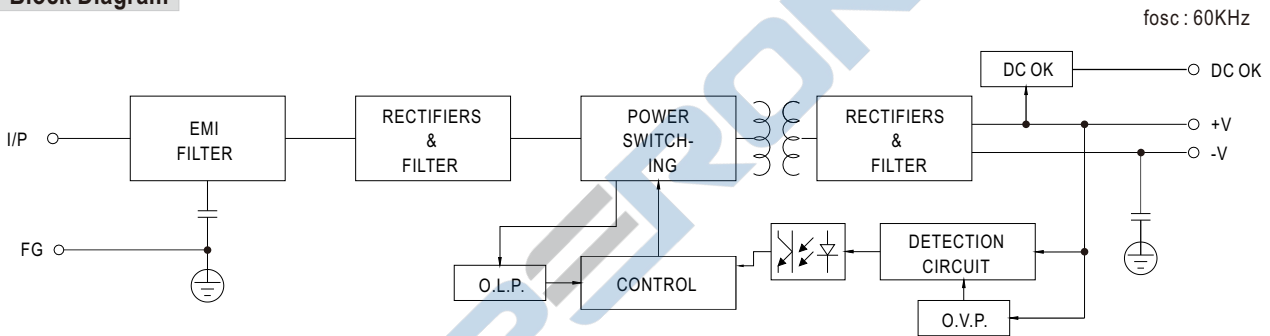 Block Diagram
fosc : 60KHz
DC OK
DC OK
I/P
EMI
FILTER
RECTIFIERS
&
FILTER
POWER
SWITCH-
ING
RECTIFIERS
&
FILTER
+V
-V
FG
O.L.P.
CONTROL
DETECTION
CIRCUIT
O.V.P.